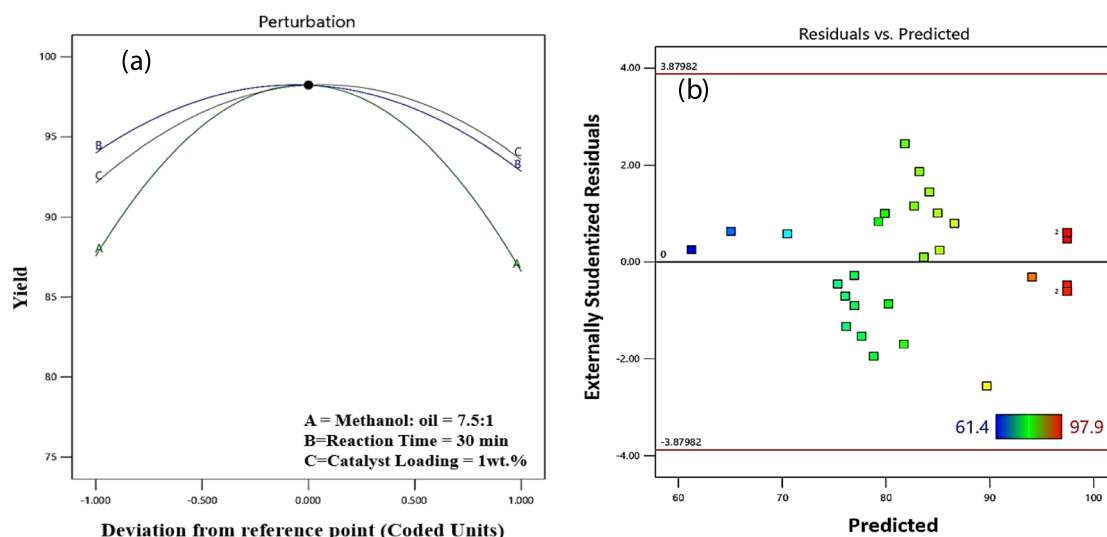 Perturbation
(a)
100
95
90
85
80
75
Yield
B
C
A
C
B
A
A = Methanol: oil = 7.5:1
B=Reaction Time = 30 min
C=Catalyst Loading = 1wt.%
-1.000
-0.500
0.000
0.500
1.000
Deviation from reference point (Coded Units)
Residuals vs. Predicted
(b)
4.00
2.00
0.00
-2.00
-4.00
Externally Studentized Residuals
3.87982
0
2
2
-3.87982
61.4
97.9
60
70
80
90
100
Predicted